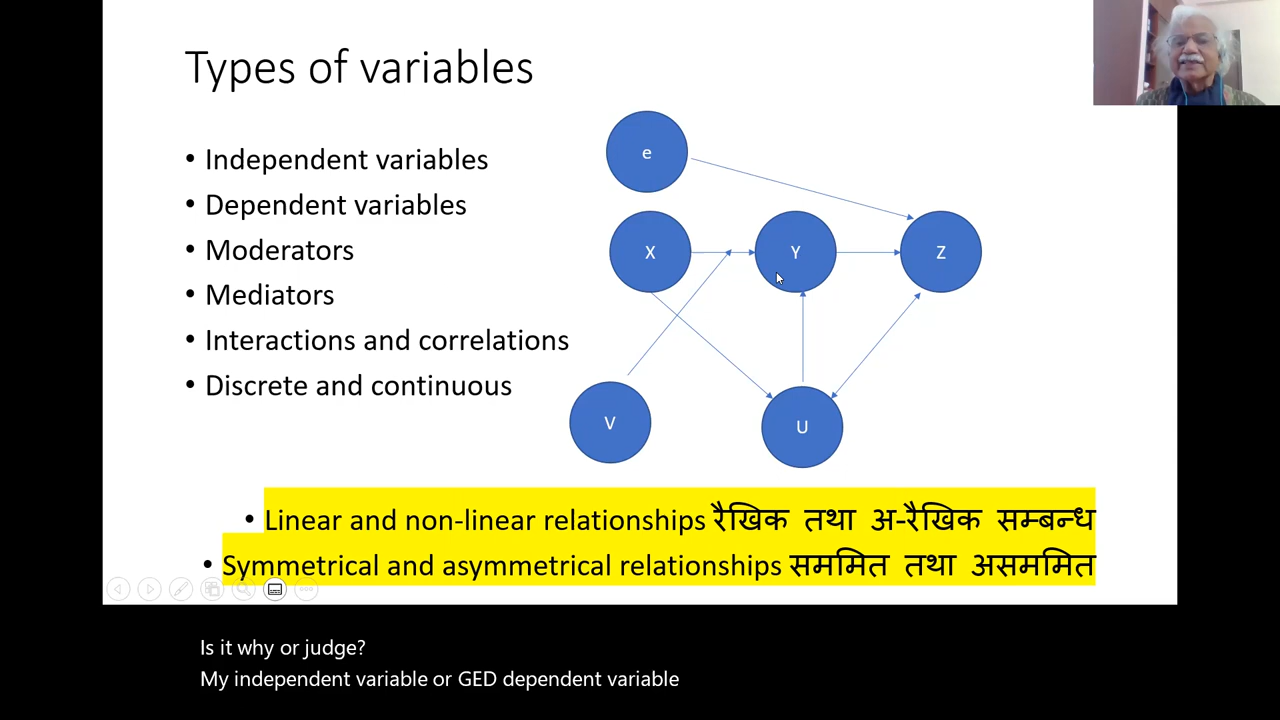 Types of variables
• Independent variables
• Dependent variables
• Moderators
• Mediators
• Interactions and correlations
• Discrete and continuous
e
X
Y
Z
V
U
• Linear and non-linear relationships रैखिक तथा अ-रैखिक सम्बन्ध
• Symmetrical and asymmetrical relationships सममित तथा असममित
Is it why or judge?
My independent variable or GED dependent variable